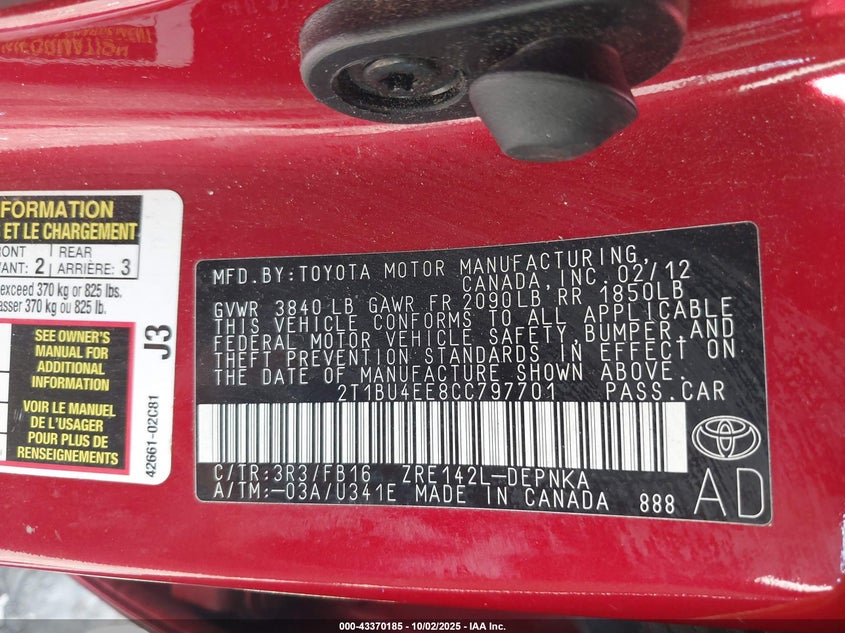 FORMATION
ET LE CHARGEMENT
REAR
VANT: 2 ARRIÈRE: 3
exceed 370 kg or 825 lbs.
asser 370 kg ou 825 lb.
SEE OWNER'S
MANUAL FOR
ADDITIONAL
INFORMATION
VOIR LE MANUEL
DE L'USAGER
POUR PLUS DE
RENSEIGNEMENTS
J3
42661-02C81
MFD.BY:TOYOTA MOTOR MANUFACTURING,
CANADA,INC.02/12
GVWR 3840 LB GAWR FR 2090LB RR 1850LB
THIS VEHICLE CONFORMS TO ALL APPLICABLE
FEDERAL MOTOR VEHICLE SAFETY,BUMPER,AND
THEFT PREVENTION STANDARDS IN EFFECT ON
THE DATE OF MANUFACTURE SHOWN ABOVE.
2T1BU4EE8CC797701 PASS.CAR
C/TR:3R3/FB16 ZRE142L-DEPNKA
A/TM:-03A/U341E MADE IN CANADA 888
AD
000-43370185 - 10/02/2025 - IAA Inc.